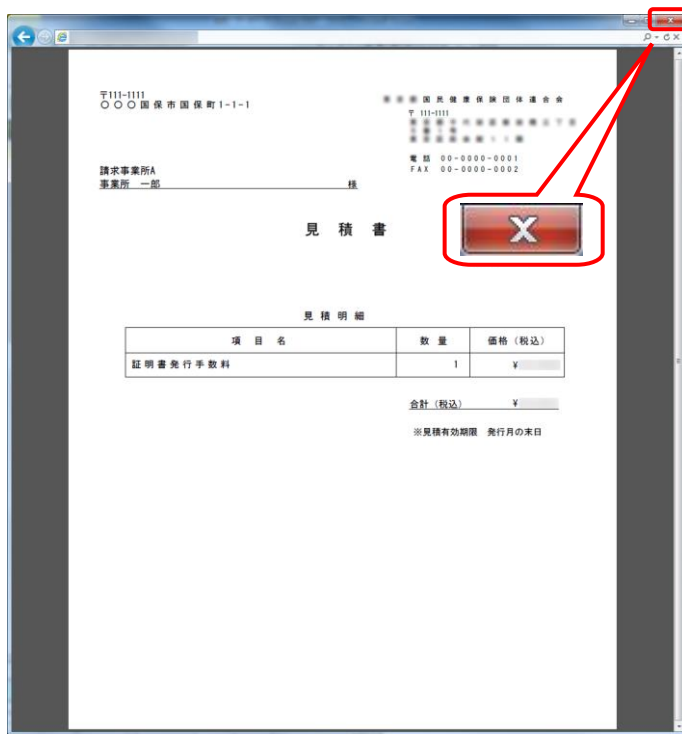 〒111-1111
〇〇〇国保市国保町1-1-1
国民健康保険団体連合会
〒 111-1111
電話 00-0000-0001
FAX 00-0000-0002
請求事業所A
事業所 一郎 様
見 積 書
見 積 明 細
項 目 名 数 量 価格（税込）
証明書発行手数料 1 ¥
合計（税込） ¥
※見積有効期限 発行月の末日